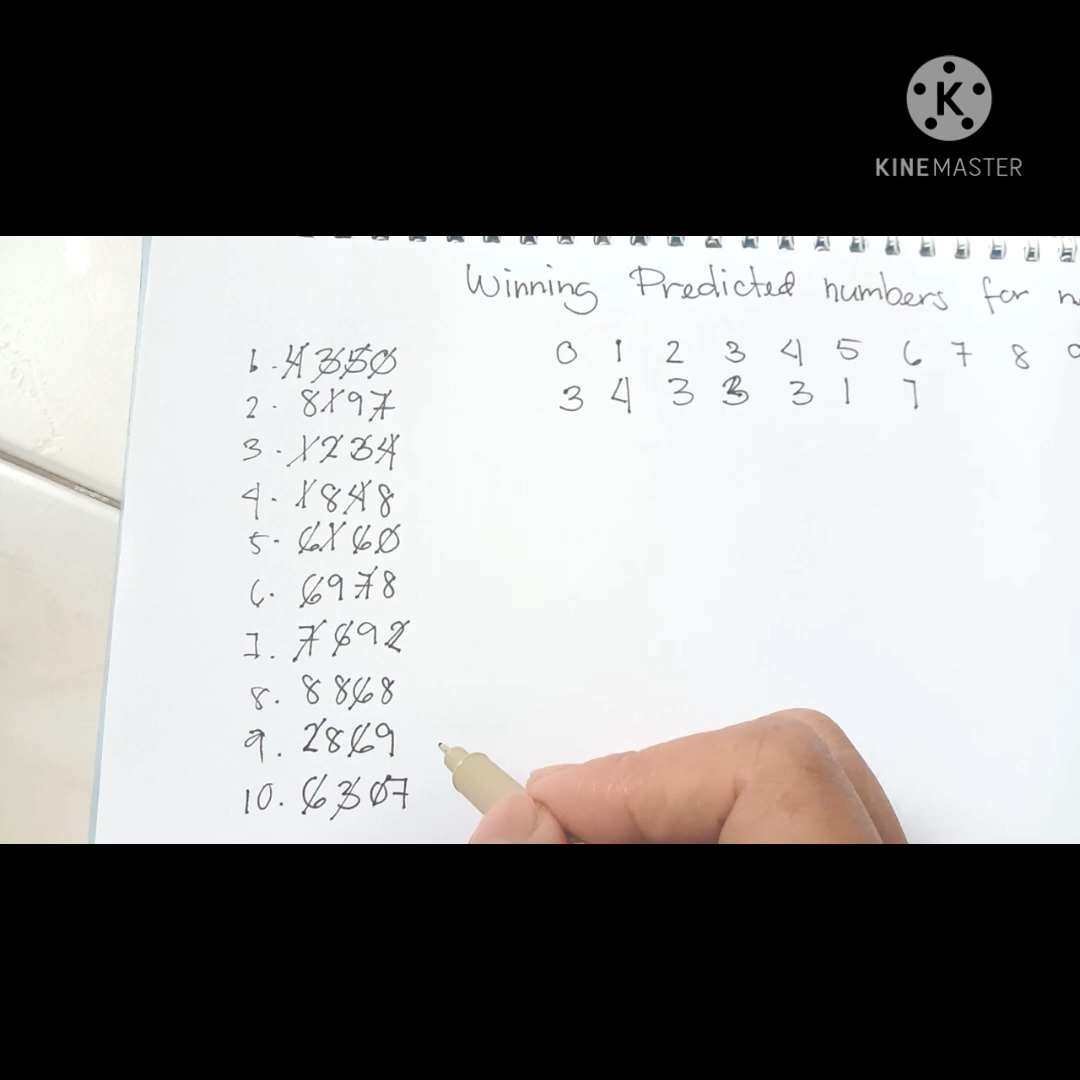 K
KINEMASTER
Winning Predicted numbers for n
0 1 2 3 4 5 6 7 8 9
3 4 3 3 3 1 7
1. 4350
2. 8197
3. 1234
4. 1848
5. 6160
6. 6978
7. 7692
8. 8868
9. 2869
10. 6307